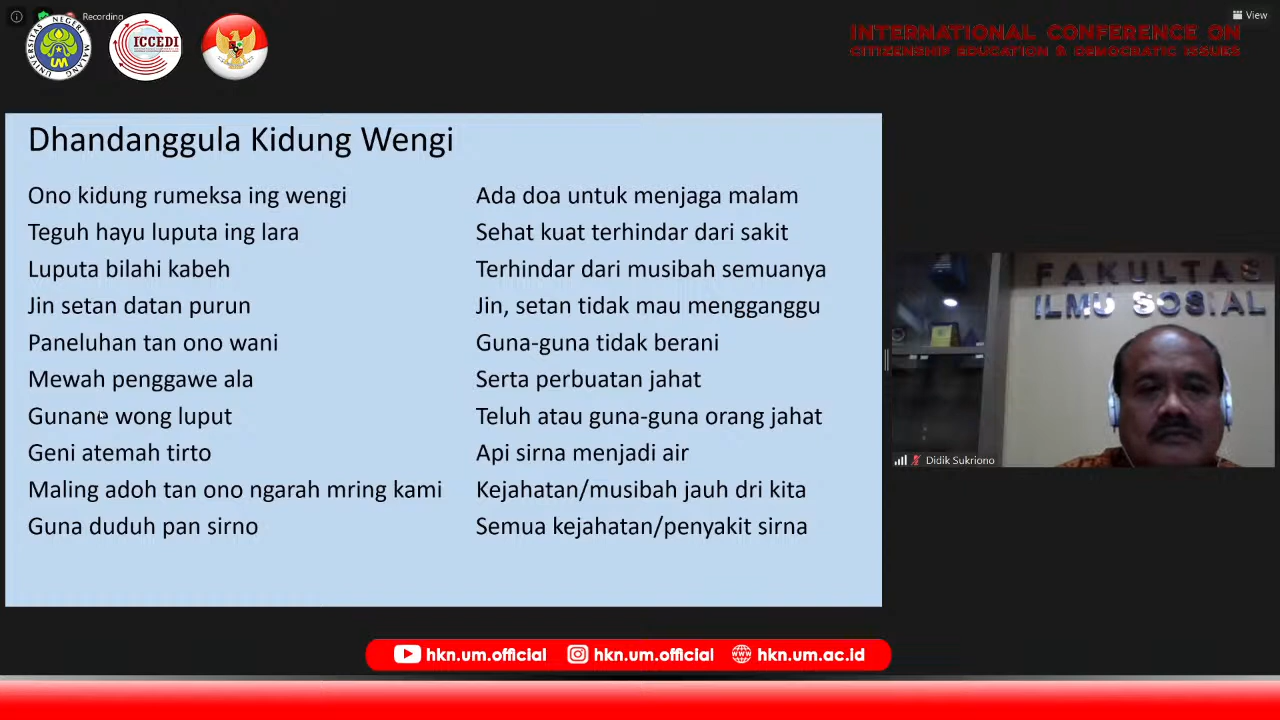 Recording
View
UNIVERSITAS NEGERI MALANG
UM
ICCEDI
INTERNATIONAL CONFERENCE ON
CITIZENSHIP EDUCATION & DEMOCRATIC ISSUES
Dhandanggula Kidung Wengi
Ono kidung rumeksa ing wengi
Teguh hayu luputa ing lara
Luputa bilahi kabeh
Jin setan datan purun
Paneluhan tan ono wani
Mewah penggawe ala
Gunane wong luput
Geni atemah tirto
Maling adoh tan ono ngarah mring kami
Guna duduh pan sirno
Ada doa untuk menjaga malam
Sehat kuat terhindar dari sakit
Terhindar dari musibah semuanya
Jin, setan tidak mau mengganggu
Guna-guna tidak berani
Serta perbuatan jahat
Teluh atau guna-guna orang jahat
Api sirna menjadi air
Kejahatan/musibah jauh dri kita
Semua kejahatan/penyakit sirna
FAKULTAS
ILMU SOSIAL
Didik Sukriono
hkn.um.official
hkn.um.official
hkn.um.ac.id